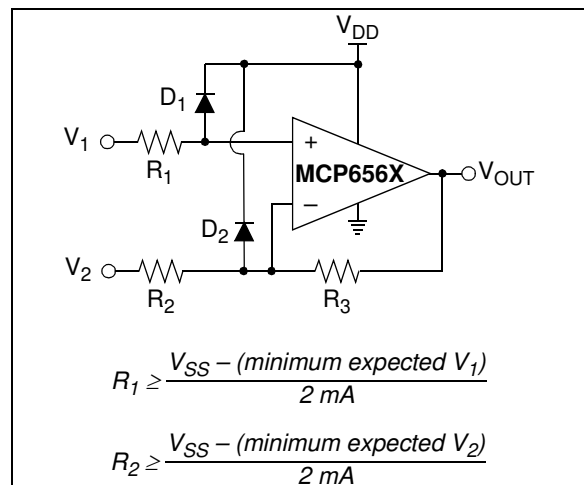 V_DD
D_1
V_1
R_1
+
MCP656X
V_OUT
–
D_2
V_2
R_2
R_3
R_1 ≥ V_SS – (minimum expected V_1) / 2 mA
R_2 ≥ V_SS – (minimum expected V_2) / 2 mA